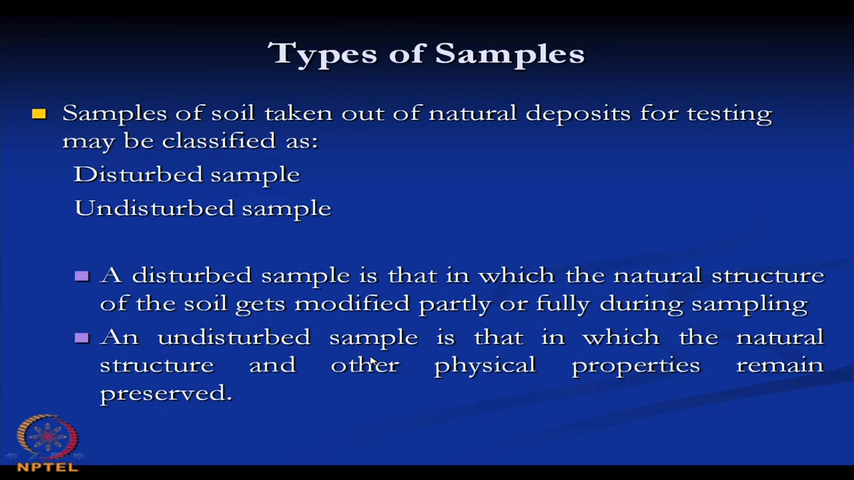 Types of Samples
Samples of soil taken out of natural deposits for testing
may be classified as:
Disturbed sample
Undisturbed sample
A disturbed sample is that in which the natural structure
of the soil gets modified partly or fully during sampling
An undisturbed sample is that in which the natural
structure and other physical properties remain
preserved.
NPTEL